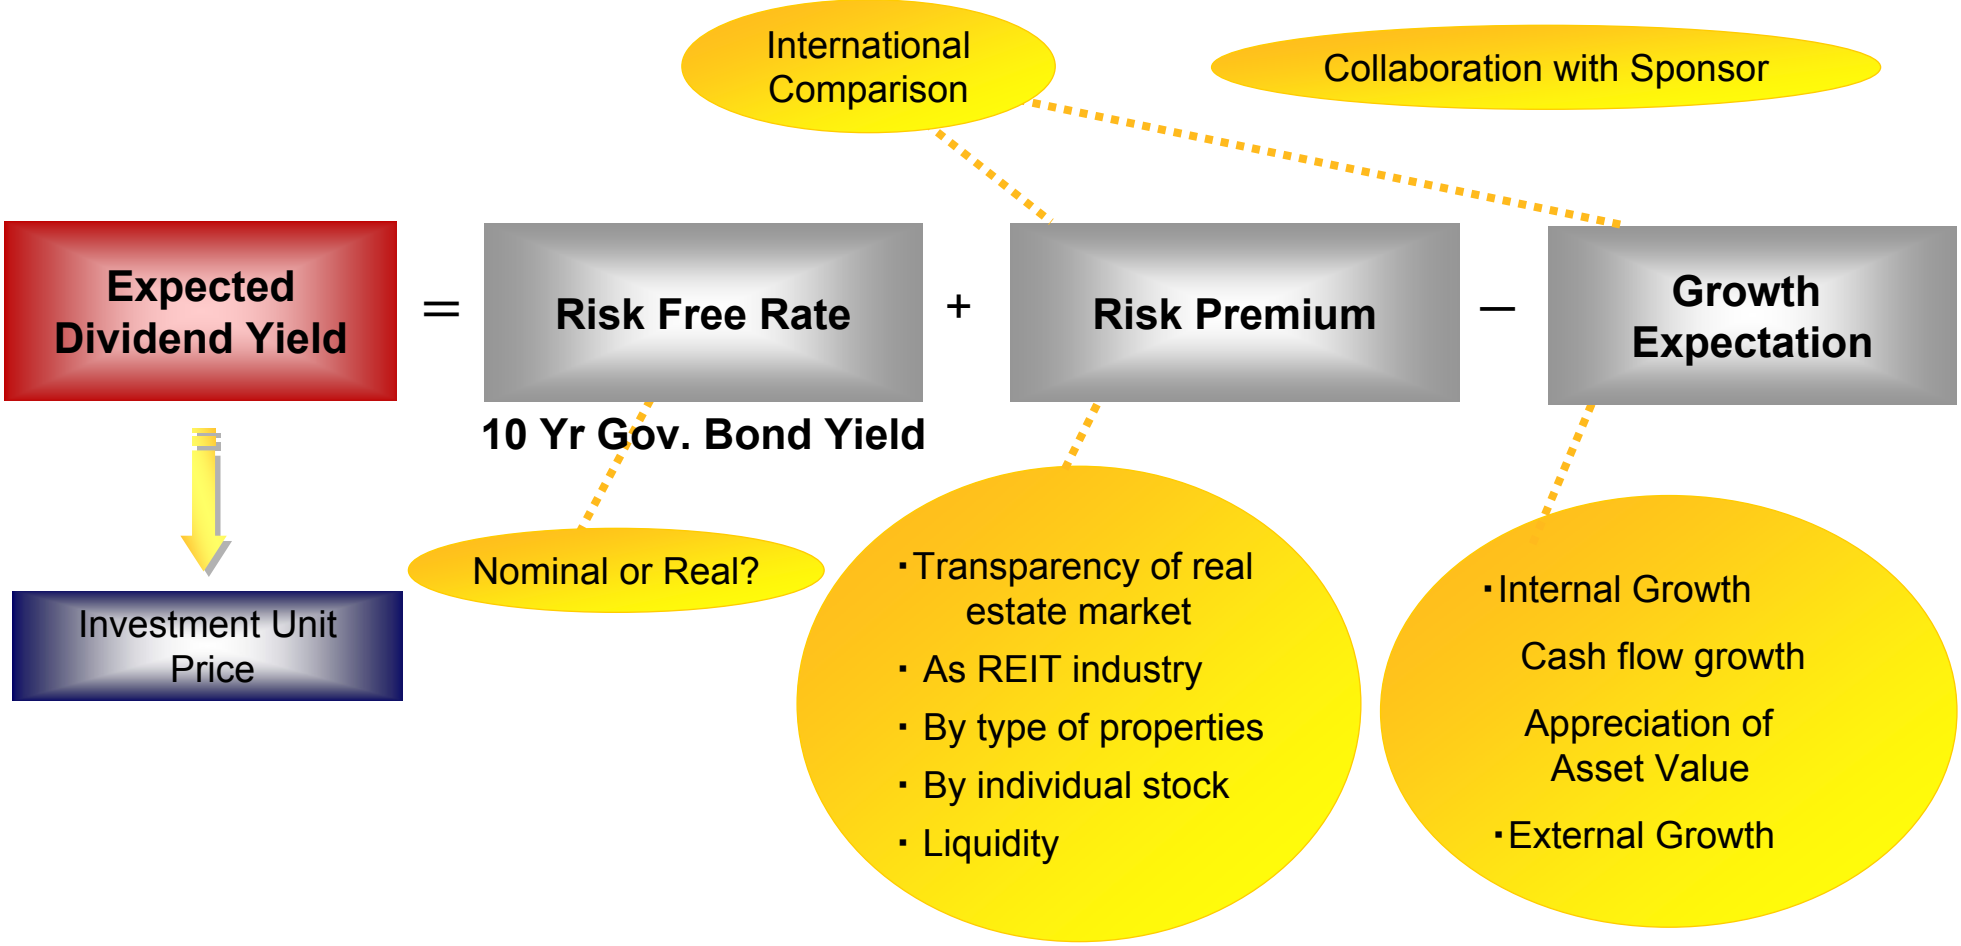 International
Comparison
Collaboration with Sponsor
Expected
Dividend Yield
=
Risk Free Rate
+
Risk Premium
−
Growth
Expectation
10 Yr Gov. Bond Yield
Investment Unit
Price
Nominal or Real?
・Transparency of real
estate market
・ As REIT industry
・ By type of properties
・ By individual stock
・ Liquidity
・Internal Growth
Cash flow growth
Appreciation of
Asset Value
・External Growth